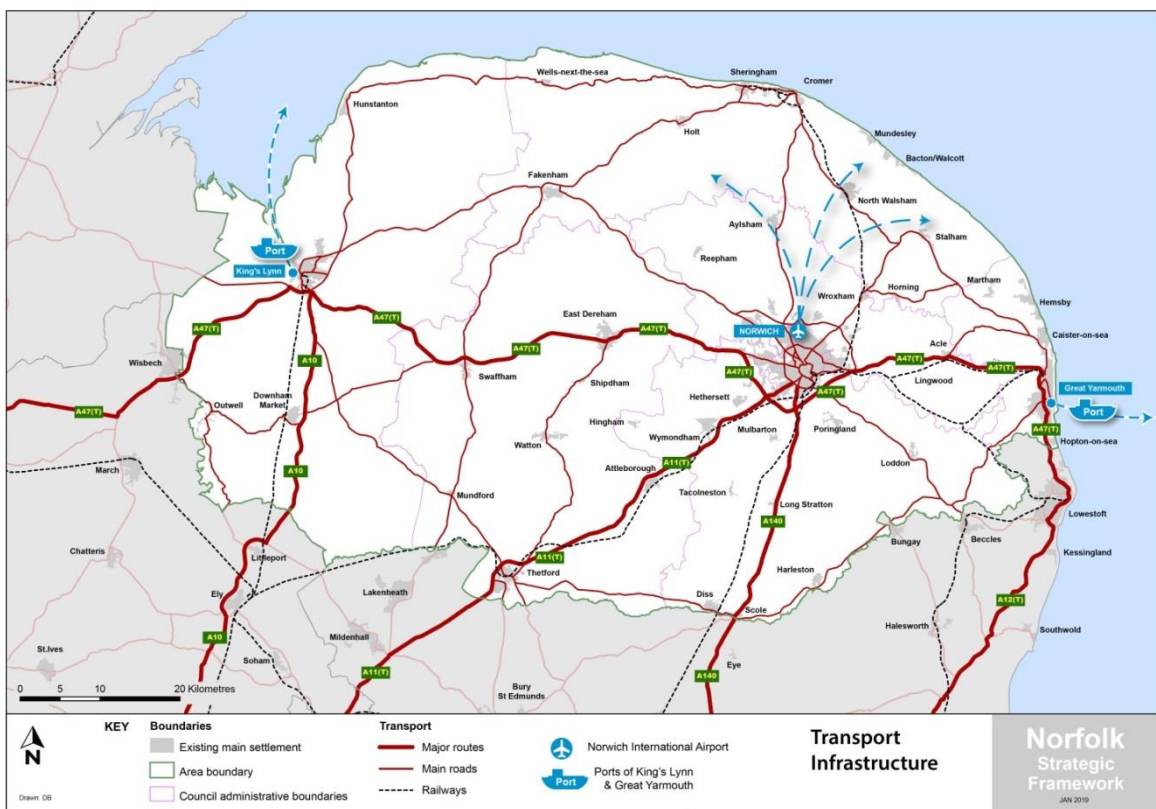 Wells-next-the-sea
Sheringham
Cromer
Hunstanton
Holt
Mundesley
Bacton/Walcott
Fakenham
North Walsham
Aylsham
Stalham
Port
King's Lynn
Reepham
Martham
Horning
Wroxham
Hemsby
East Dereham
NORWICH
Caister-on-sea
A47(T)
A47(T)
A47(T)
A47(T)
A47(T)
A47(T)
A47(T)
A47(T)
Acle
Wisbech
A10
Swaffham
Shipdham
Lingwood
Great Yarmouth
Port
Outwell
Downham
Market
Hethersett
A47(T)
A47(T)
Hingham
Wymondham
Mulbarton
Poringland
Hopton-on-sea
Watton
March
A10
Attleborough
A11(T)
Loddon
Mundford
Tacolneston
Long Stratton
A140
Lowestoft
Chatteris
Littleport
A11(T)
Thetford
Bungay
Beccles
Kessingland
Ely
Lakenheath
Harleston
Diss
Scole
A12(T)
A10
Mildenhall
Halesworth
Southwold
St.Ives
Soham
A11(T)
Eye
A140
Bury
St Edmunds
0 5 10 20 Kilometres
N
Drawn: DB
KEY
Boundaries
Existing main settlement
Area boundary
Council administrative boundaries
Transport
Major routes
Main roads
Railways
Norwich International Airport
Port
Ports of King's Lynn
& Great Yarmouth
Transport
Infrastructure
Norfolk
Strategic
Framework
JAN 2019